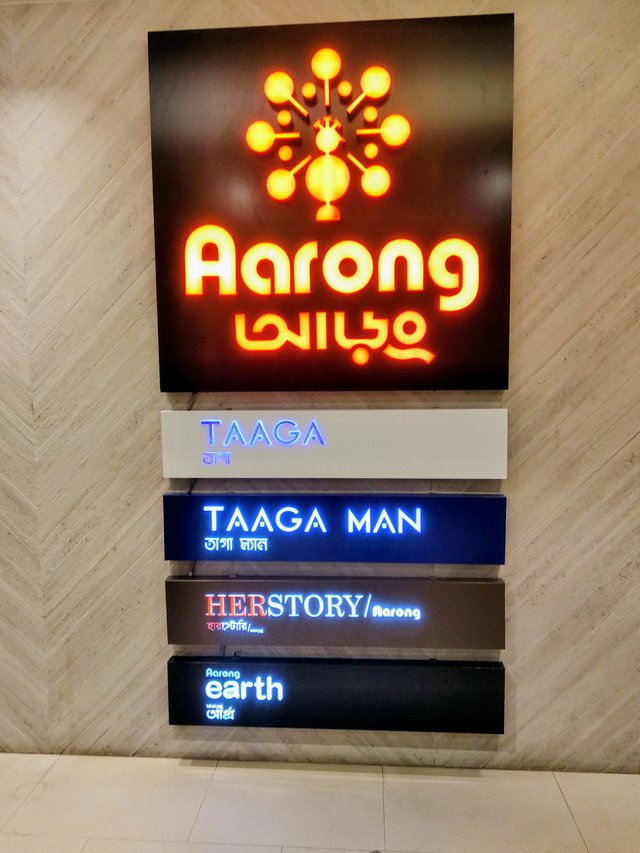 Aarong
আড়ং
TAAGA
তাগা
TAAGA MAN
তাগা ম্যান
HERSTORY/Aarong
হারস্টোরি/
Aarong
earth
আর্থ